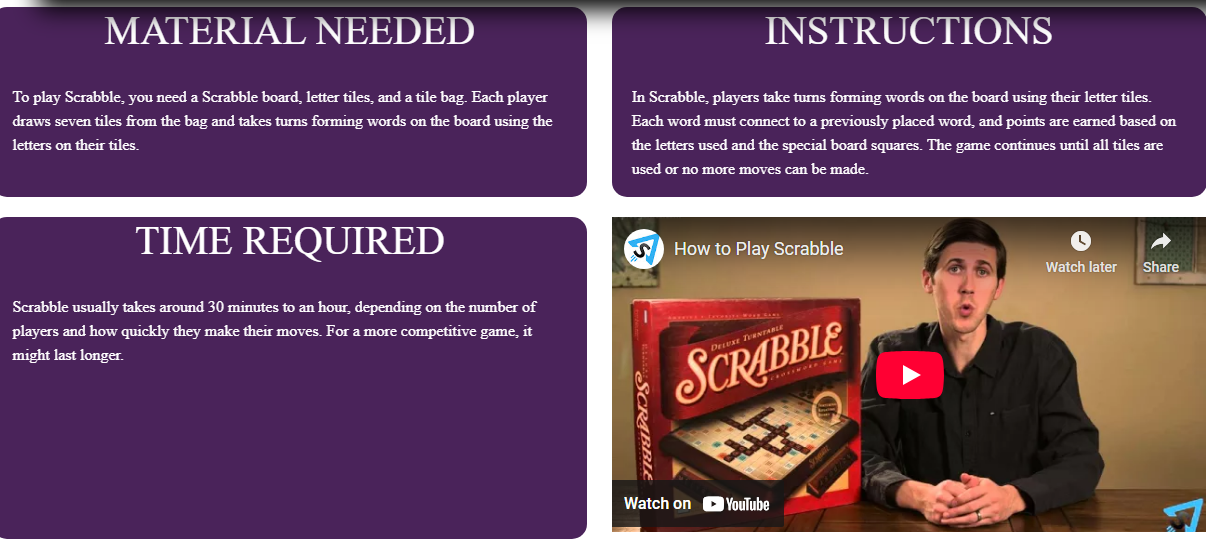 MATERIAL NEEDED
To play Scrabble, you need a Scrabble board, letter tiles, and a tile bag. Each player
draws seven tiles from the bag and takes turns forming words on the board using the
letters on their tiles.
INSTRUCTIONS
In Scrabble, players take turns forming words on the board using their letter tiles.
Each word must connect to a previously placed word, and points are earned based on
the letters used and the special board squares. The game continues until all tiles are
used or no more moves can be made.
TIME REQUIRED
Scrabble usually takes around 30 minutes to an hour, depending on the number of
players and how quickly they make their moves. For a more competitive game, it
might last longer.
How to Play Scrabble
Watch later
Share
AMERICA'S FAVORITE WORD GAME
DELUXE TURNTABLE
SCRABBLE
CROSSWORD GAME
SCRABBLE
Watch on YouTube